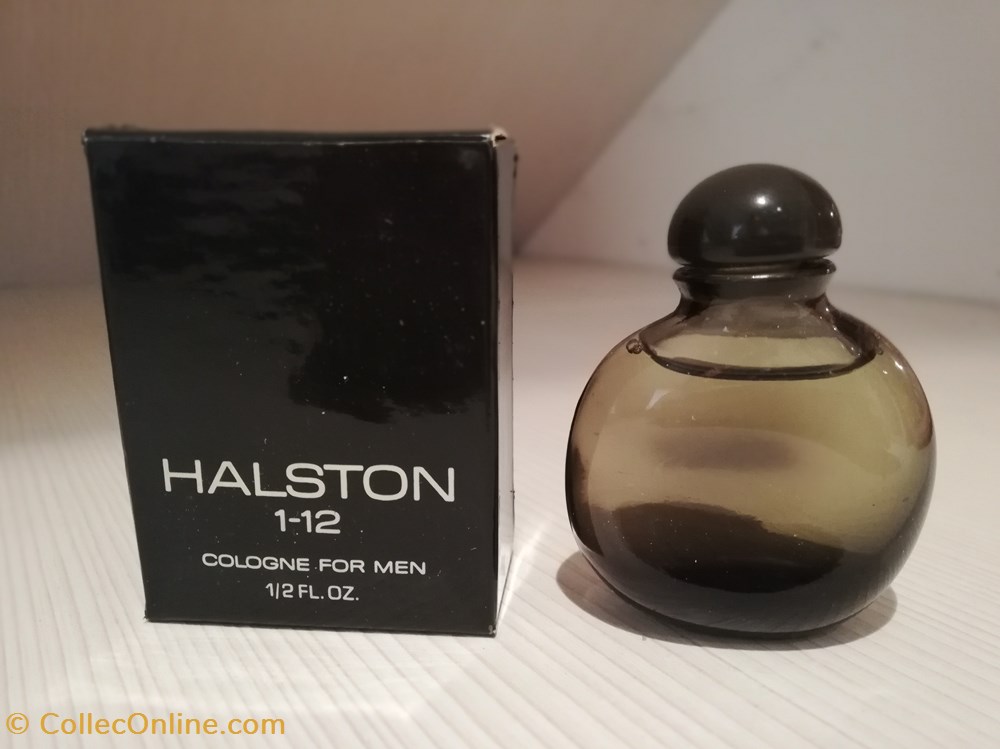 HALSTON
1-12
COLOGNE FOR MEN
1/2 FL. OZ.
© CollecOnline.com